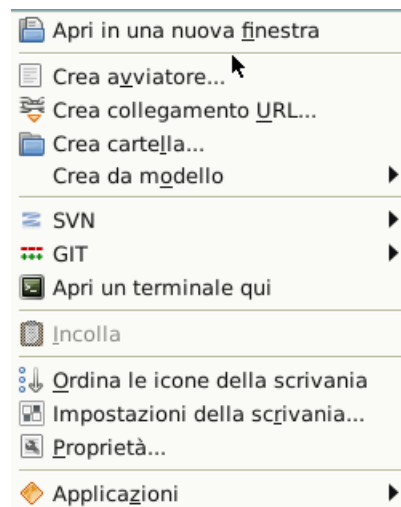 Apri in una nuova finestra
Crea avviatore...
Crea collegamento URL...
Crea cartella...
Crea da modello
SVN
GIT
Apri un terminale qui
Incolla
Ordina le icone della scrivania
Impostazioni della scrivania...
Proprietà...
Applicazioni